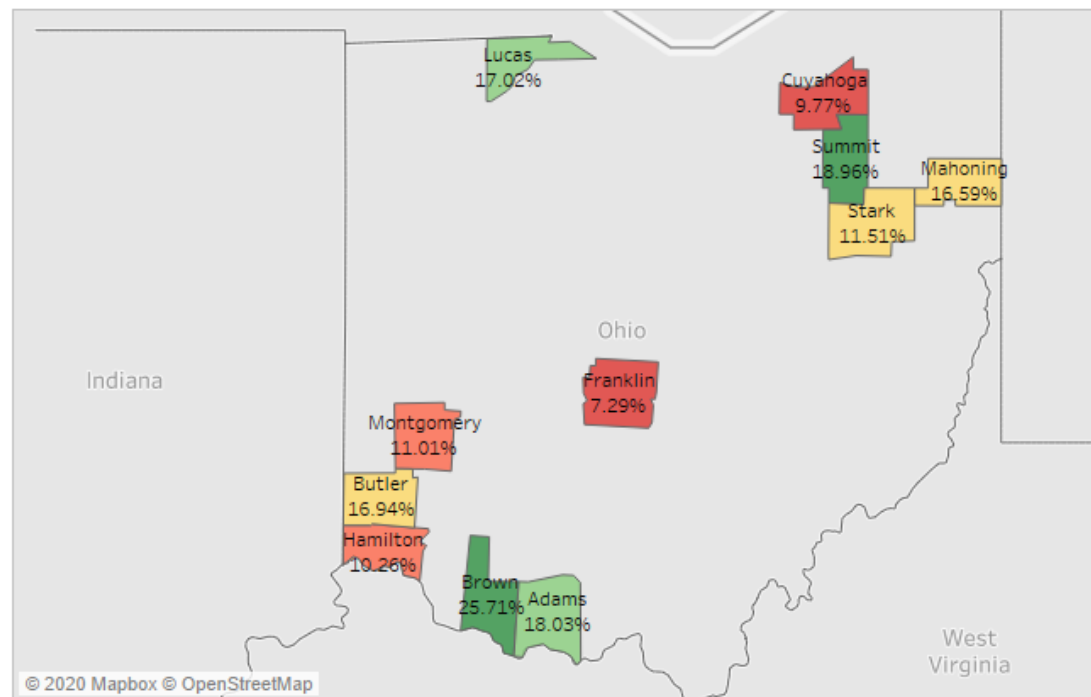 Lucas
17.02%
Cuyahoga
9.77%
Summit
18.96%
Mahoning
16.59%
Stark
11.51%
Ohio
Indiana
Franklin
7.29%
Montgomery
11.01%
Butler
16.94%
Hamilton
10.26%
Brown
25.71%
Adams
18.03%
West
Virginia
© 2020 Mapbox © OpenStreetMap